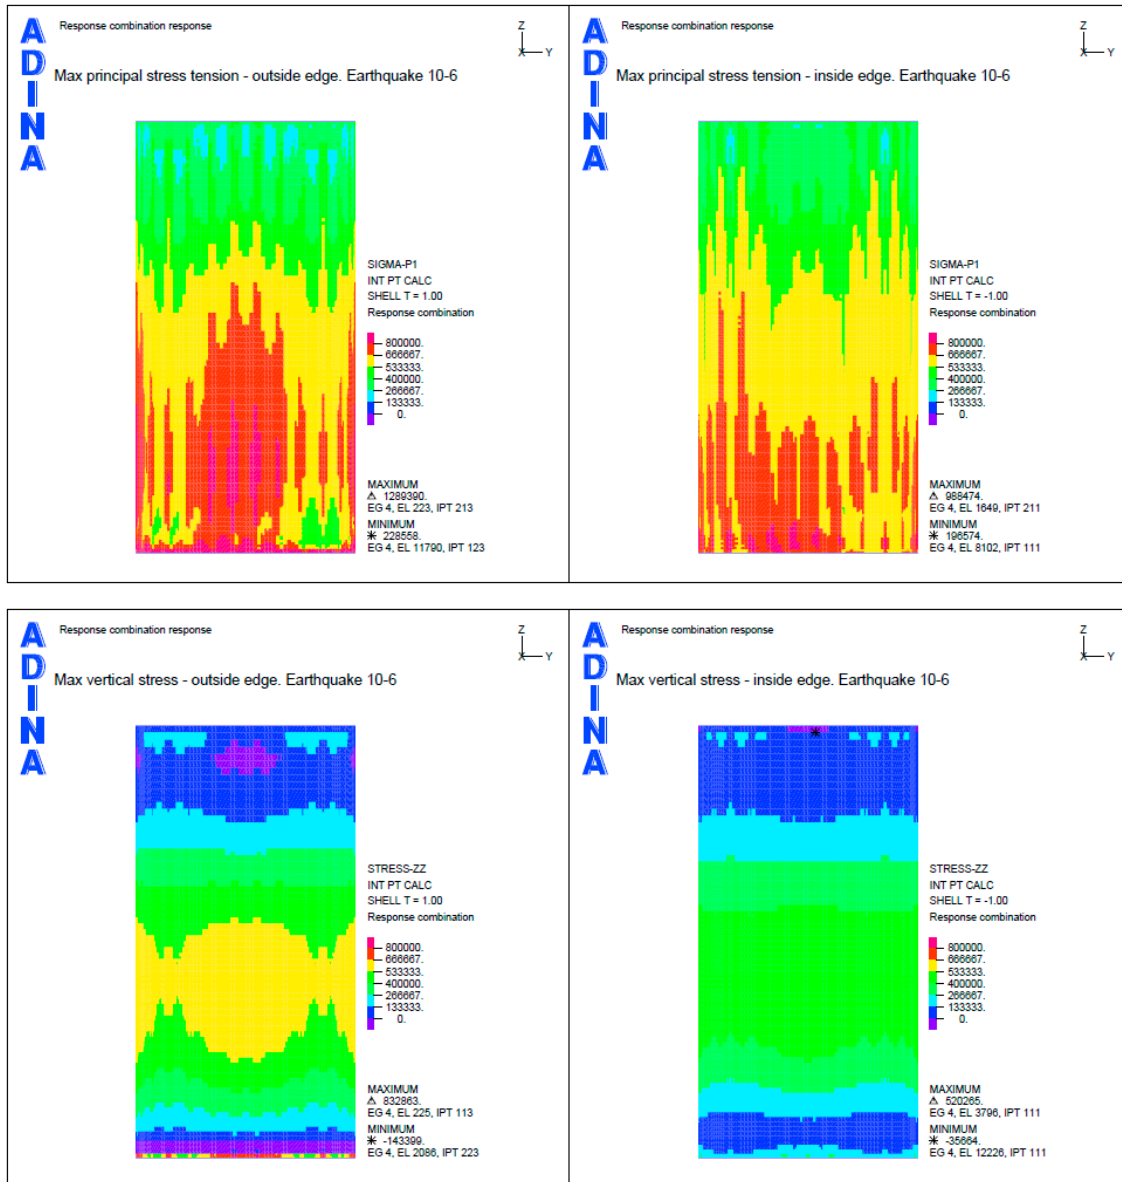 ADINA
Response combination response
Z
X Y
Max principal stress tension - outside edge. Earthquake 10-6
SIGMA-P1
INT PT CALC
SHELL T = 1.00
Response combination
800000.
666667.
533333.
400000.
266667.
133333.
0.
MAXIMUM
1289390.
EG 4, EL 223, IPT 213
MINIMUM
228558.
EG 4, EL 11790, IPT 123
ADINA
Response combination response
Z
X Y
Max principal stress tension - inside edge. Earthquake 10-6
SIGMA-P1
INT PT CALC
SHELL T = -1.00
Response combination
800000.
666667.
533333.
400000.
266667.
133333.
0.
MAXIMUM
988474.
EG 4, EL 1649, IPT 211
MINIMUM
196574.
EG 4, EL 8102, IPT 111
ADINA
Response combination response
Z
X Y
Max vertical stress - outside edge. Earthquake 10-6
STRESS-ZZ
INT PT CALC
SHELL T = 1.00
Response combination
800000.
666667.
533333.
400000.
266667.
133333.
0.
MAXIMUM
832863.
EG 4, EL 225, IPT 113
MINIMUM
-143399.
EG 4, EL 2086, IPT 223
ADINA
Response combination response
Z
X Y
Max vertical stress - inside edge. Earthquake 10-6
STRESS-ZZ
INT PT CALC
SHELL T = -1.00
Response combination
800000.
666667.
533333.
400000.
266667.
133333.
0.
MAXIMUM
520265.
EG 4, EL 3796, IPT 111
MINIMUM
-35664.
EG 4, EL 12226, IPT 111